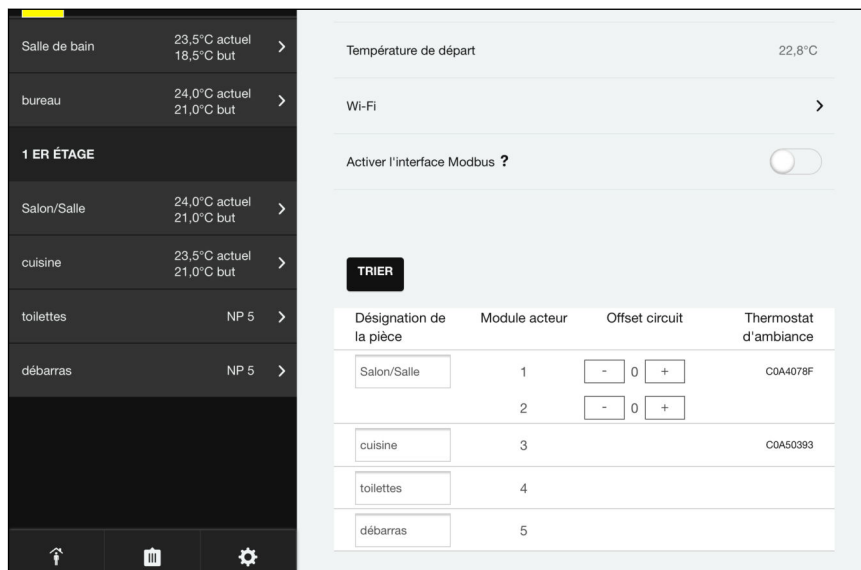 Salle de bain
23,5°C actuel
18,5°C but
bureau
24,0°C actuel
21,0°C but
1 ER ÉTAGE
Salon/Salle
24,0°C actuel
21,0°C but
cuisine
23,5°C actuel
21,0°C but
toilettes NP 5
débarras NP 5
Température de départ 22,8°C
Wi-Fi
Activer l'interface Modbus ?
TRIER
Désignation de la pièce Module acteur Offset circuit Thermostat d'ambiance
Salon/Salle 1 - 0 + C0A4078F
2 - 0 +
cuisine 3 C0A50393
toilettes 4
débarras 5